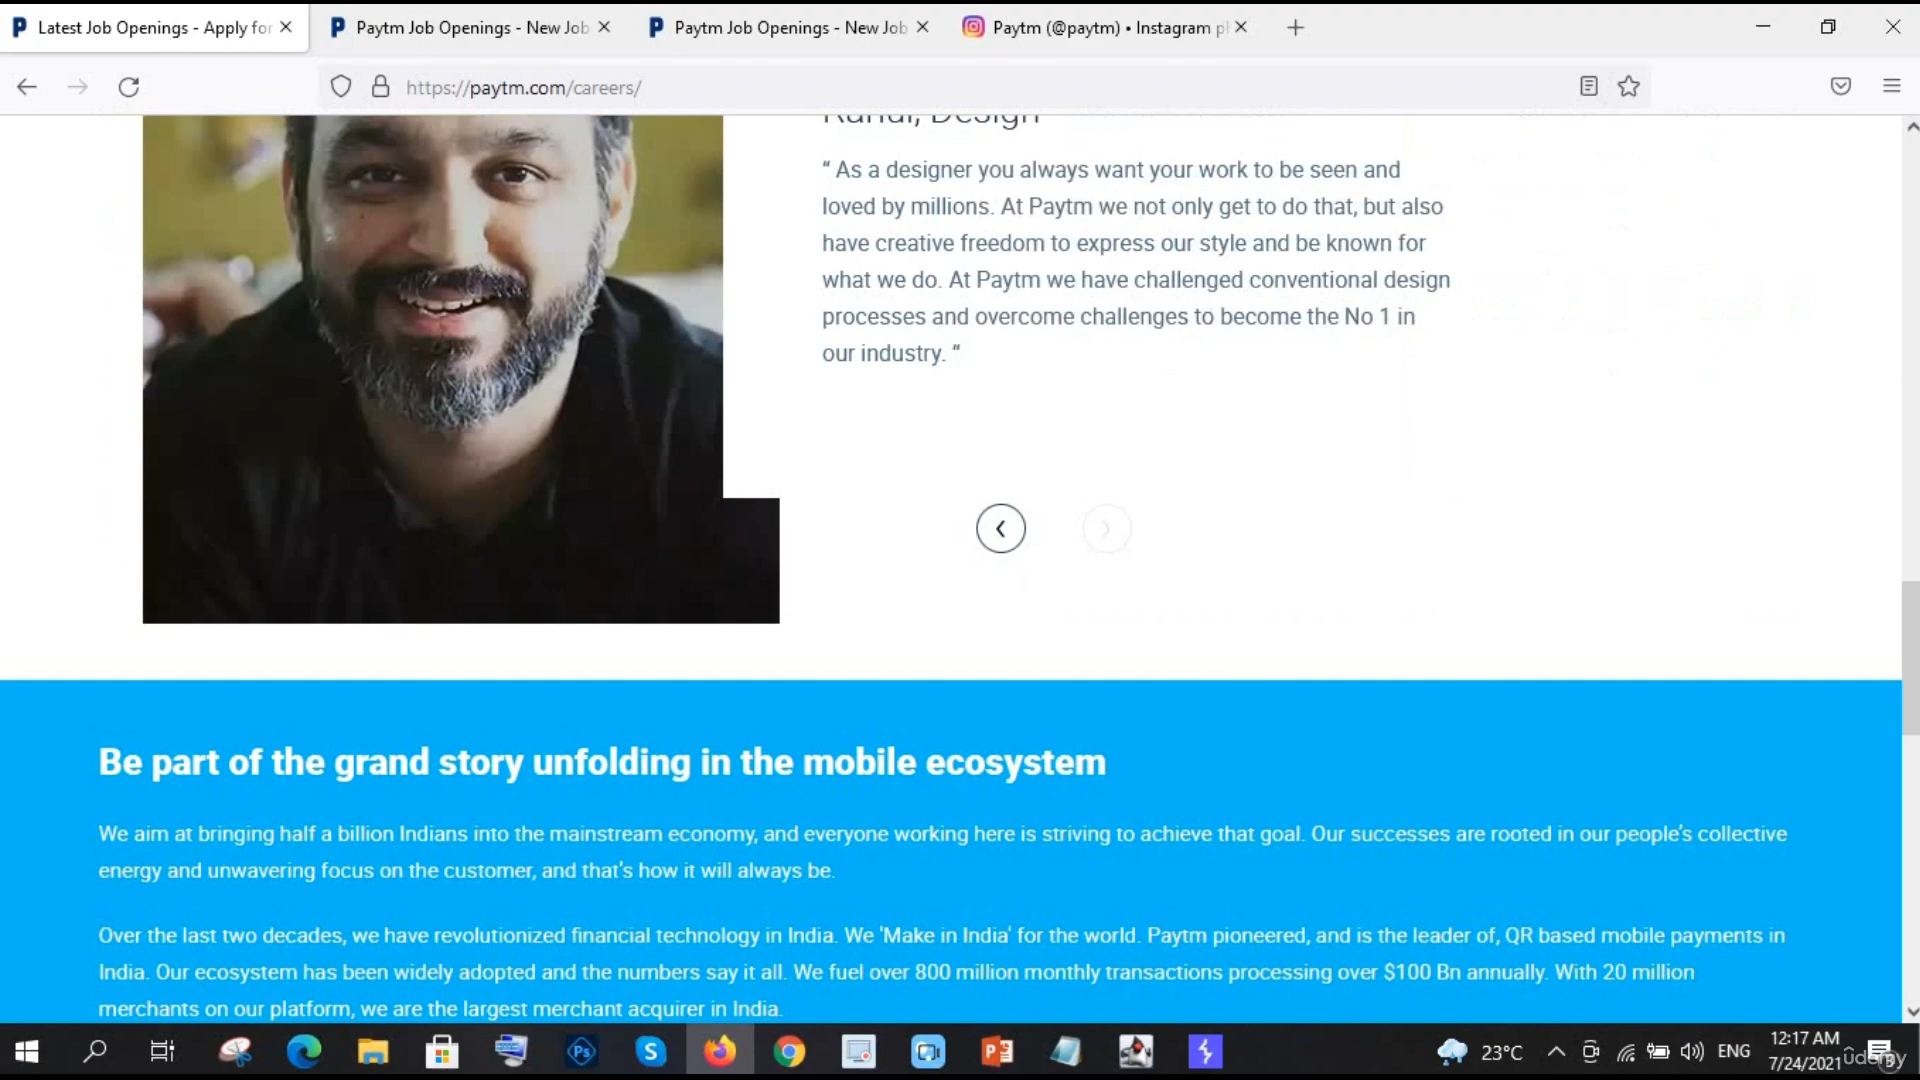 Latest Job Openings - Apply for
Paytm Job Openings - New Job
Paytm Job Openings - New Job
Paytm (@paytm) • Instagram p
https://paytm.com/careers/
Rahul, Design
“ As a designer you always want your work to be seen and
loved by millions. At Paytm we not only get to do that, but also
have creative freedom to express our style and be known for
what we do. At Paytm we have challenged conventional design
processes and overcome challenges to become the No 1 in
our industry. “
Be part of the grand story unfolding in the mobile ecosystem
We aim at bringing half a billion Indians into the mainstream economy, and everyone working here is striving to achieve that goal. Our successes are rooted in our people’s collective
energy and unwavering focus on the customer, and that’s how it will always be.
Over the last two decades, we have revolutionized financial technology in India. We 'Make in India' for the world. Paytm pioneered, and is the leader of, QR based mobile payments in
India. Our ecosystem has been widely adopted and the numbers say it all. We fuel over 800 million monthly transactions processing over $100 Bn annually. With 20 million
merchants on our platform, we are the largest merchant acquirer in India.
23°C
ENG
12:17 AM
7/24/2021
udemy